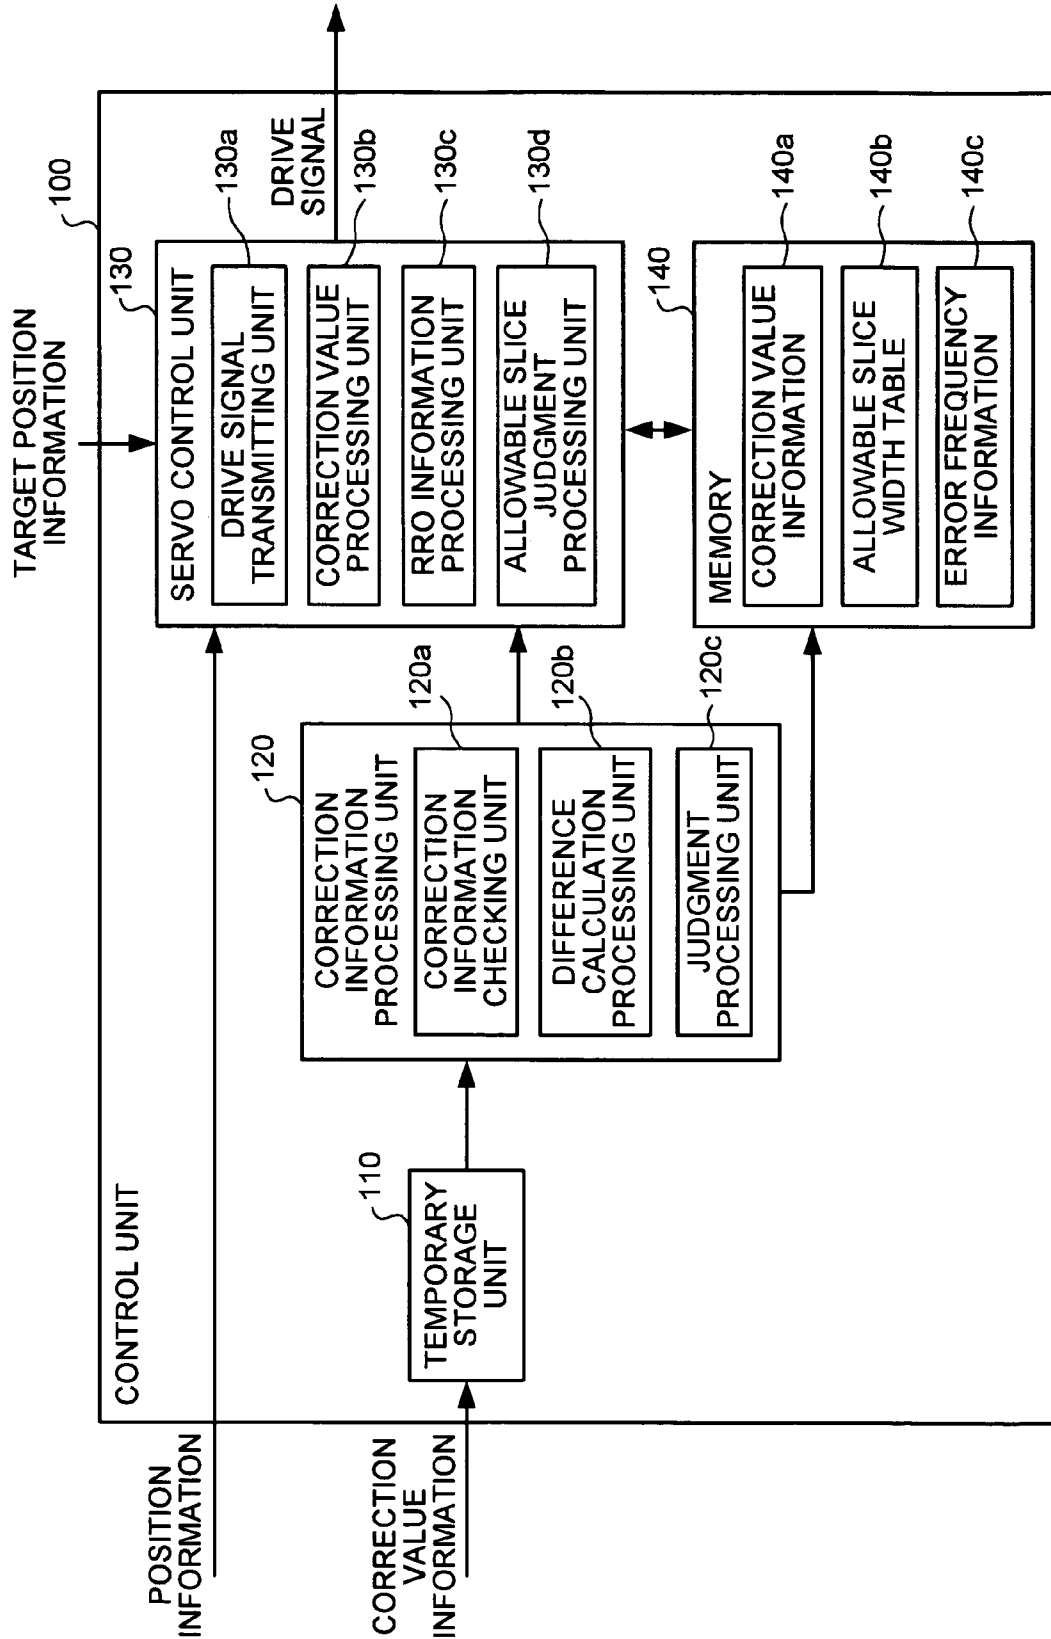 TARGET POSITION
INFORMATION
100
CONTROL UNIT
130
SERVO CONTROL UNIT
DRIVE SIGNAL
TRANSMITTING UNIT
130a
CORRECTION VALUE
PROCESSING UNIT
130b
RRO INFORMATION
PROCESSING UNIT
130c
ALLOWABLE SLICE
JUDGMENT
PROCESSING UNIT
130d
DRIVE
SIGNAL
POSITION
INFORMATION
CORRECTION
VALUE
INFORMATION
110
TEMPORARY
STORAGE
UNIT
120
CORRECTION
INFORMATION
PROCESSING UNIT
120a
CORRECTION
INFORMATION
CHECKING UNIT
120b
DIFFERENCE
CALCULATION
PROCESSING UNIT
120c
JUDGMENT
PROCESSING UNIT
140
MEMORY
140a
CORRECTION VALUE
INFORMATION
140b
ALLOWABLE SLICE
WIDTH TABLE
140c
ERROR FREQUENCY
INFORMATION